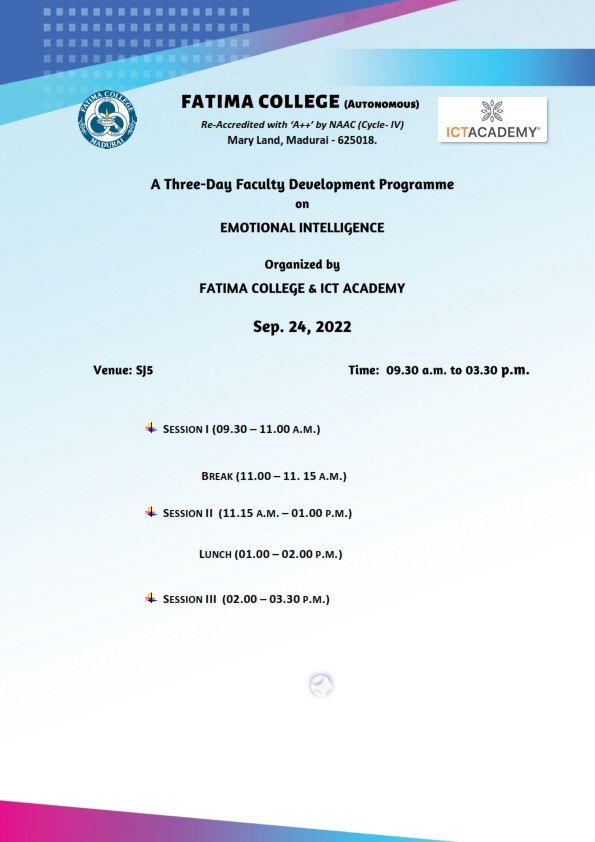 FATIMA COLLEGE (AUTONOMOUS)
FATIMA COLLEGE
MADURAI
Re-Accredited with ‘A++’ by NAAC (Cycle- IV)
ICTACADEMY®
Mary Land, Madurai - 625018.
A Three-Day Faculty Development Programme
on
EMOTIONAL INTELLIGENCE
Organized by
FATIMA COLLEGE & ICT ACADEMY
Sep. 24, 2022
Venue: SJ5 Time: 09.30 a.m. to 03.30 p.m.
SESSION I (09.30 – 11.00 A.M.)
BREAK (11.00 – 11. 15 A.M.)
SESSION II (11.15 A.M. – 01.00 P.M.)
LUNCH (01.00 – 02.00 P.M.)
SESSION III (02.00 – 03.30 P.M.)